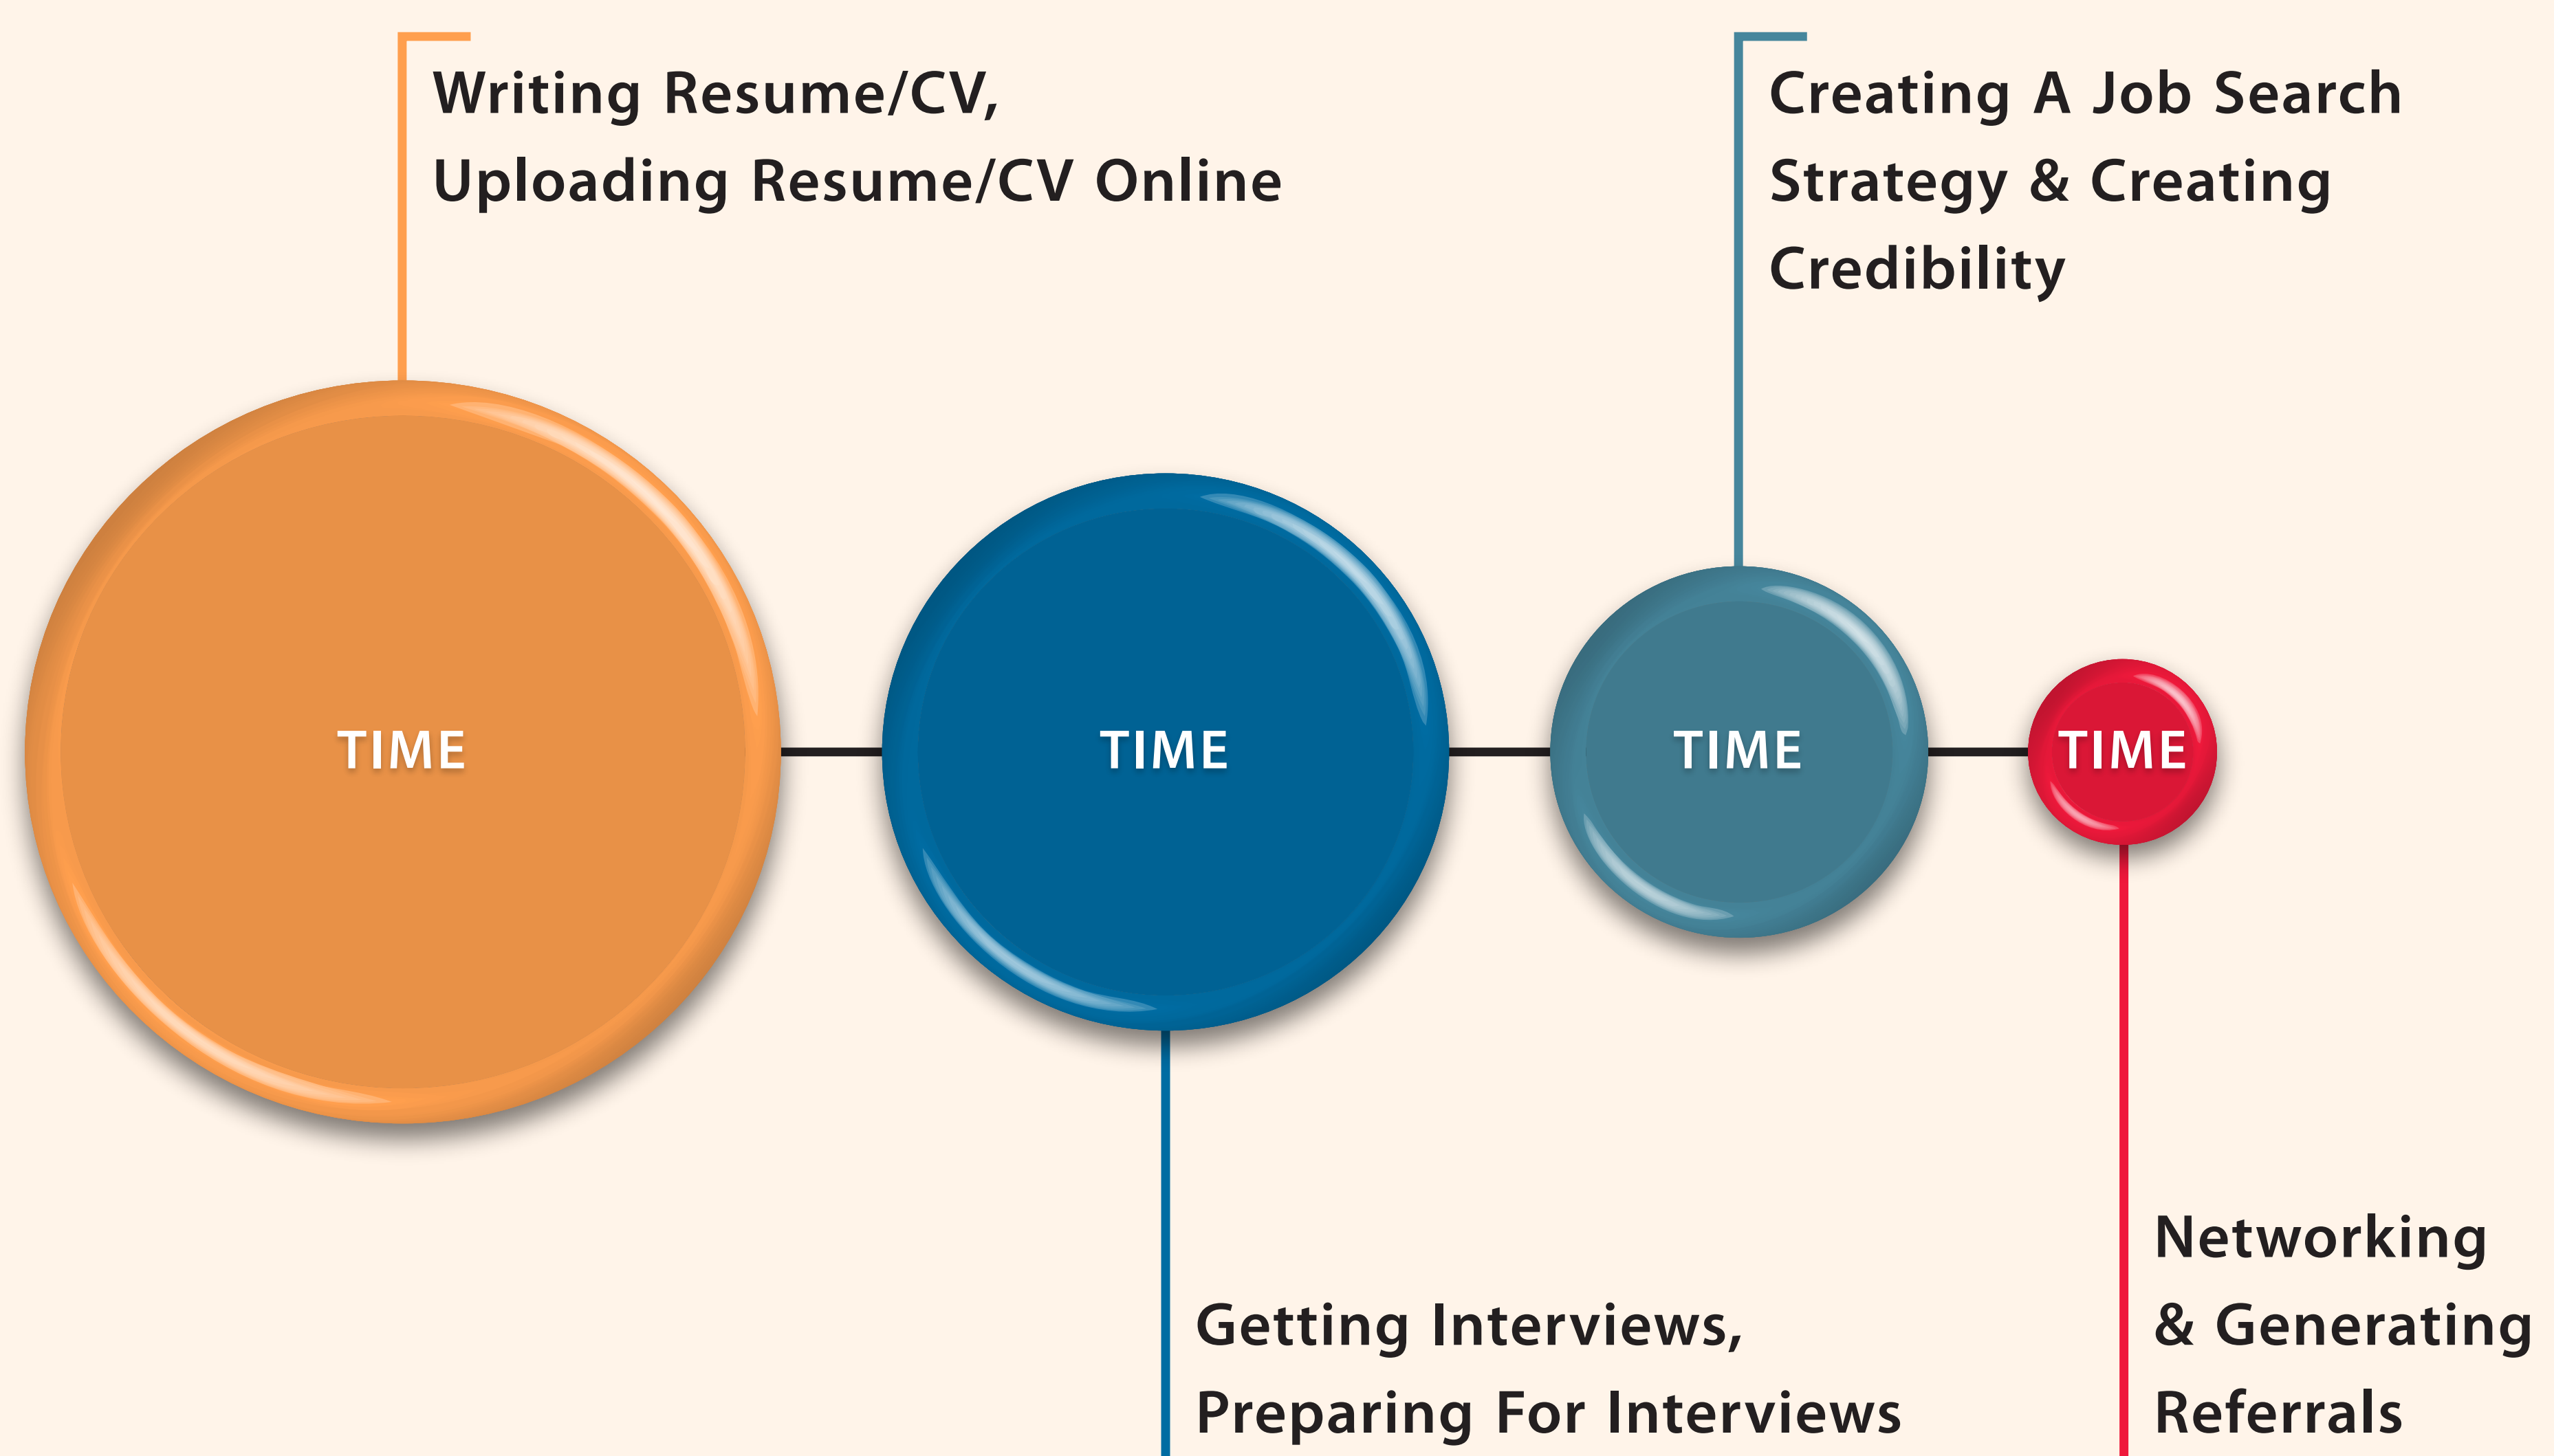 Writing Resume/CV,
Uploading Resume/CV Online
Creating A Job Search
Strategy & Creating
Credibility
TIME
TIME
TIME
TIME
Getting Interviews,
Preparing For Interviews
Networking
& Generating
Referrals